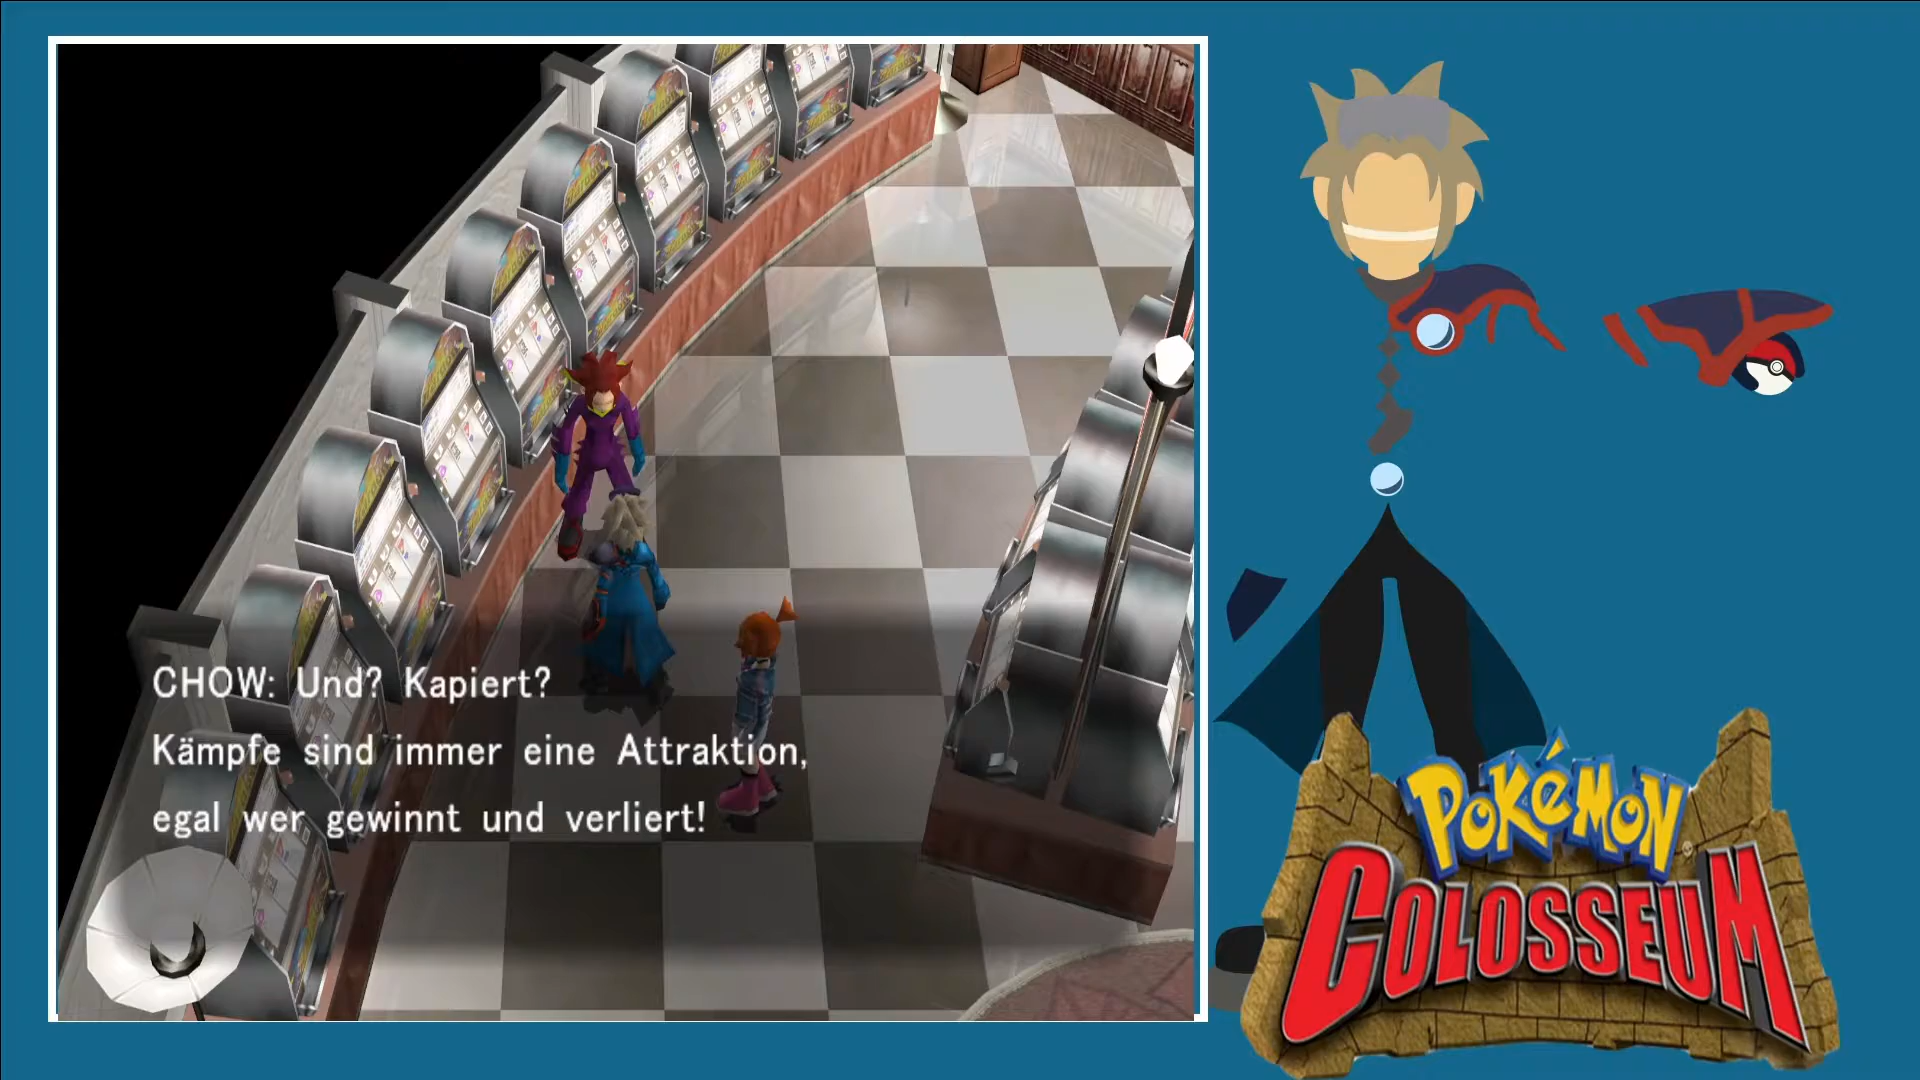 CHOW: Und? Kapiert?
Kämpfe sind immer eine Attraktion,
egal wer gewinnt und verliert!
POKÉMON
COLOSSEUM